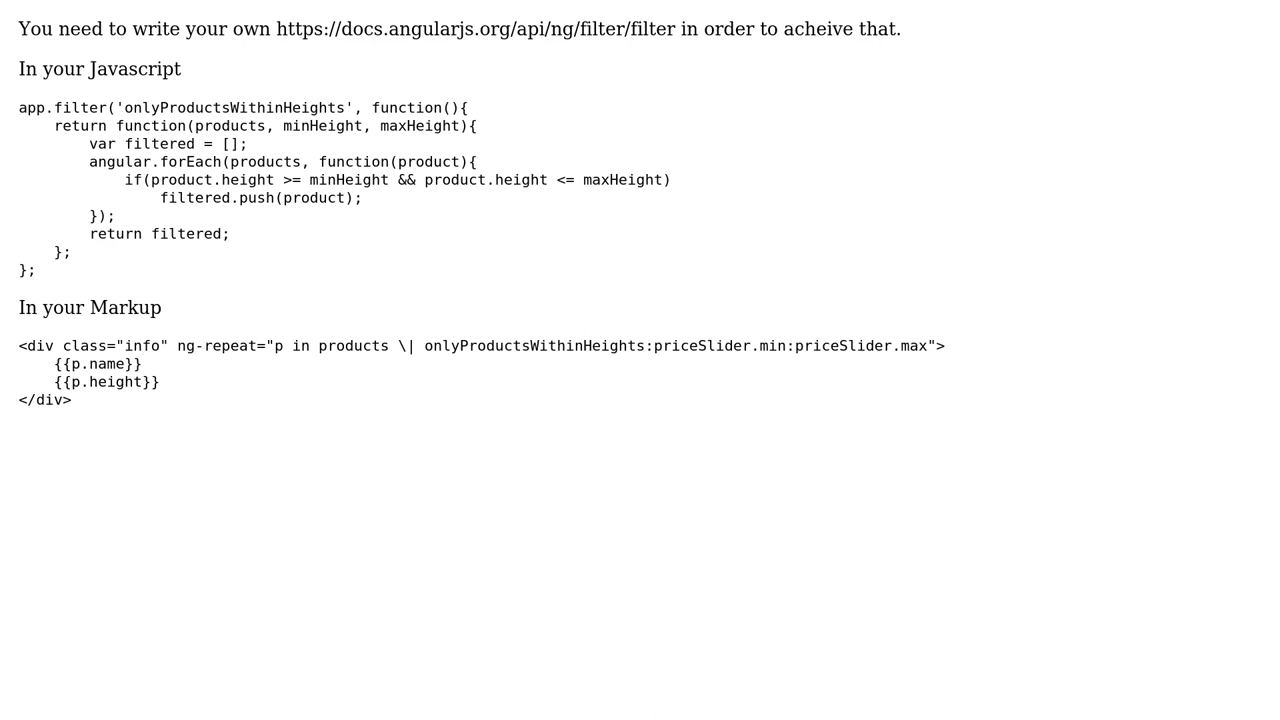 You need to write your own https://docs.angularjs.org/api/ng/filter/filter in order to acheive that.
In your Javascript
app.filter('onlyProductsWithinHeights', function(){
    return function(products, minHeight, maxHeight){
        var filtered = [];
        angular.forEach(products, function(product){
            if(product.height >= minHeight && product.height <= maxHeight)
                filtered.push(product);
        });
        return filtered;
    };
};
In your Markup
<div class="info" ng-repeat="p in products \| onlyProductsWithinHeights:priceSlider.min:priceSlider.max">
    {{p.name}}
    {{p.height}}
</div>